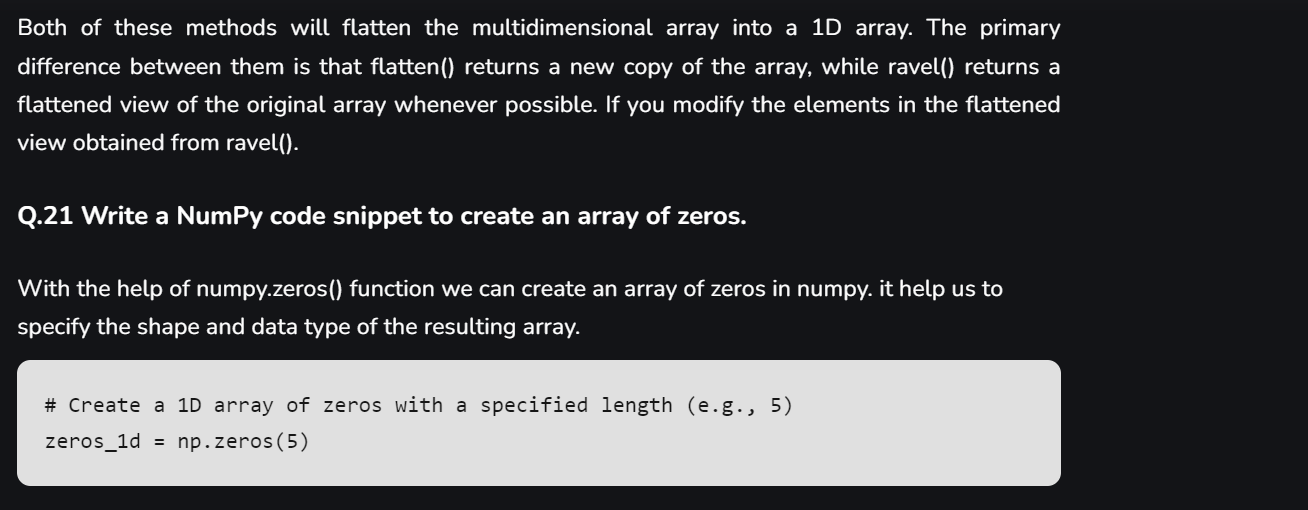 Both of these methods will flatten the multidimensional array into a 1D array. The primary
difference between them is that flatten() returns a new copy of the array, while ravel() returns a
flattened view of the original array whenever possible. If you modify the elements in the flattened
view obtained from ravel().
Q.21 Write a NumPy code snippet to create an array of zeros.
With the help of numpy.zeros() function we can create an array of zeros in numpy. it help us to
specify the shape and data type of the resulting array.
# Create a 1D array of zeros with a specified length (e.g., 5)
zeros_1d = np.zeros(5)